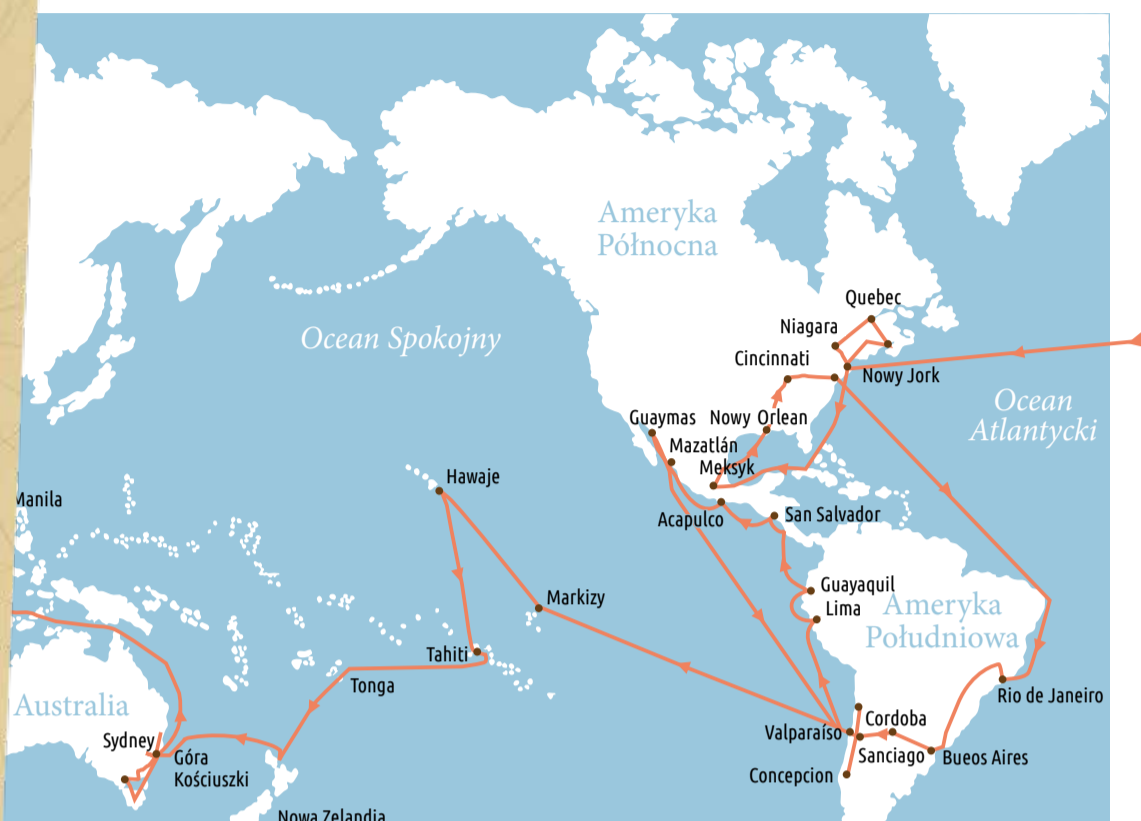 Ameryka
Północna
Quebec
Niagara
Ocean Spokojny
Cincinnati
Nowy Jork
Ocean
Atlantycki
Guaymas
Nowy Orlean
Mazatlán
Meksyk
Hawaje
Manila
Acapulco
San Salvador
Guayaquil
Markizy
Lima
Ameryka
Południowa
Tahiti
Tonga
Rio de Janeiro
Australia
Cordoba
Valparaíso
Sydney
Góra
Kościuszki
Sanciago
Bueos Aires
Concepcion
Nowa Zelandia